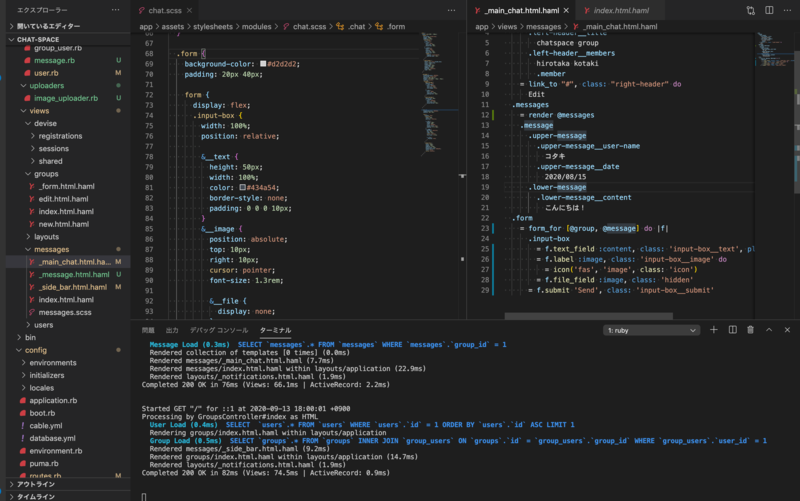 エクスプローラー
開いているエディター
CHAT-SPACE
group_user.rb
message.rb U
user.rb M
uploaders
image_uploader.rb U
views
devise
registrations
sessions
shared
groups
_form.html.haml
edit.html.haml
index.html.haml
new.html.haml
layouts
messages
_main_chat.html.ha... M
_message.html.haml U
_side_bar.html.haml M
index.html.haml
messages.scss
users
bin
config
environments
initializers
locales
application.rb
boot.rb
cable.yml
database.yml
environment.rb
puma.rb
routes.rb M
アウトライン
タイムライン
chat.scss
app > assets > stylesheets > modules > chat.scss > .chat > .form
66 }
67
68 .form {
69 background-color: #d2d2d2;
70 padding: 20px 40px;
71
72 form {
73 display: flex;
74 .input-box {
75 width: 100%;
76 position: relative;
77
78 &__text {
79 height: 50px;
80 width: 100%;
81 color: #434a54;
82 border-style: none;
83 padding: 0 0 0 10px;
84 }
85 &__image {
86 position: absolute;
87 top: 10px;
88 right: 10px;
89 cursor: pointer;
90 font-size: 1.3rem;
91
92 &__file {
93 display: none;
94 }
_main_chat.html.haml
index.html.haml
app > views > messages > _main_chat.html.haml
4 .left-header__title
5 chatspace group
6 .left-header__members
7 hirotaka kotaki
8 .member
9 = link_to "#", class: "right-header" do
10 Edit
11 .messages
12 = render @messages
13 .message
14 .upper-message
15 .upper-message__user-name
16 コタキ
17 .upper-message__date
18 2020/08/15
19 .lower-message
20 .lower-message__content
21 こんにちは！
22 .form
23 = form_for [@group, @message] do |f|
24 .input-box
25 = f.text_field :content, class: 'input-box__text', pl
26 = f.label :image, class: 'input-box__image' do
27 = icon('fas', 'image', class: 'icon')
28 = f.file_field :image, class: 'hidden'
29 = f.submit 'Send', class: 'input-box__submit'
問題 出力 デバッグ コンソール ターミナル
1: ruby
Message Load (0.3ms) SELECT `messages`.* FROM `messages` WHERE `messages`.`group_id` = 1
Rendered collection of templates [0 times] (0.0ms)
Rendered messages/_main_chat.html.haml (7.7ms)
Rendered messages/index.html.haml within layouts/application (22.9ms)
Rendered layouts/_notifications.html.haml (1.9ms)
Completed 200 OK in 76ms (Views: 66.1ms | ActiveRecord: 2.2ms)
Started GET "/" for ::1 at 2020-09-13 18:00:01 +0900
Processing by GroupsController#index as HTML
User Load (0.4ms) SELECT `users`.* FROM `users` WHERE `users`.`id` = 1 ORDER BY `users`.`id` ASC LIMIT 1
Rendering groups/index.html.haml within layouts/application
Group Load (0.5ms) SELECT `groups`.* FROM `groups` INNER JOIN `group_users` ON `groups`.`id` = `group_users`.`group_id` WHERE `group_users`.`user_id` = 1
Rendered messages/_side_bar.html.haml (9.2ms)
Rendered groups/index.html.haml within layouts/application (14.7ms)
Rendered layouts/_notifications.html.haml (1.9ms)
Completed 200 OK in 82ms (Views: 74.5ms | ActiveRecord: 0.9ms)